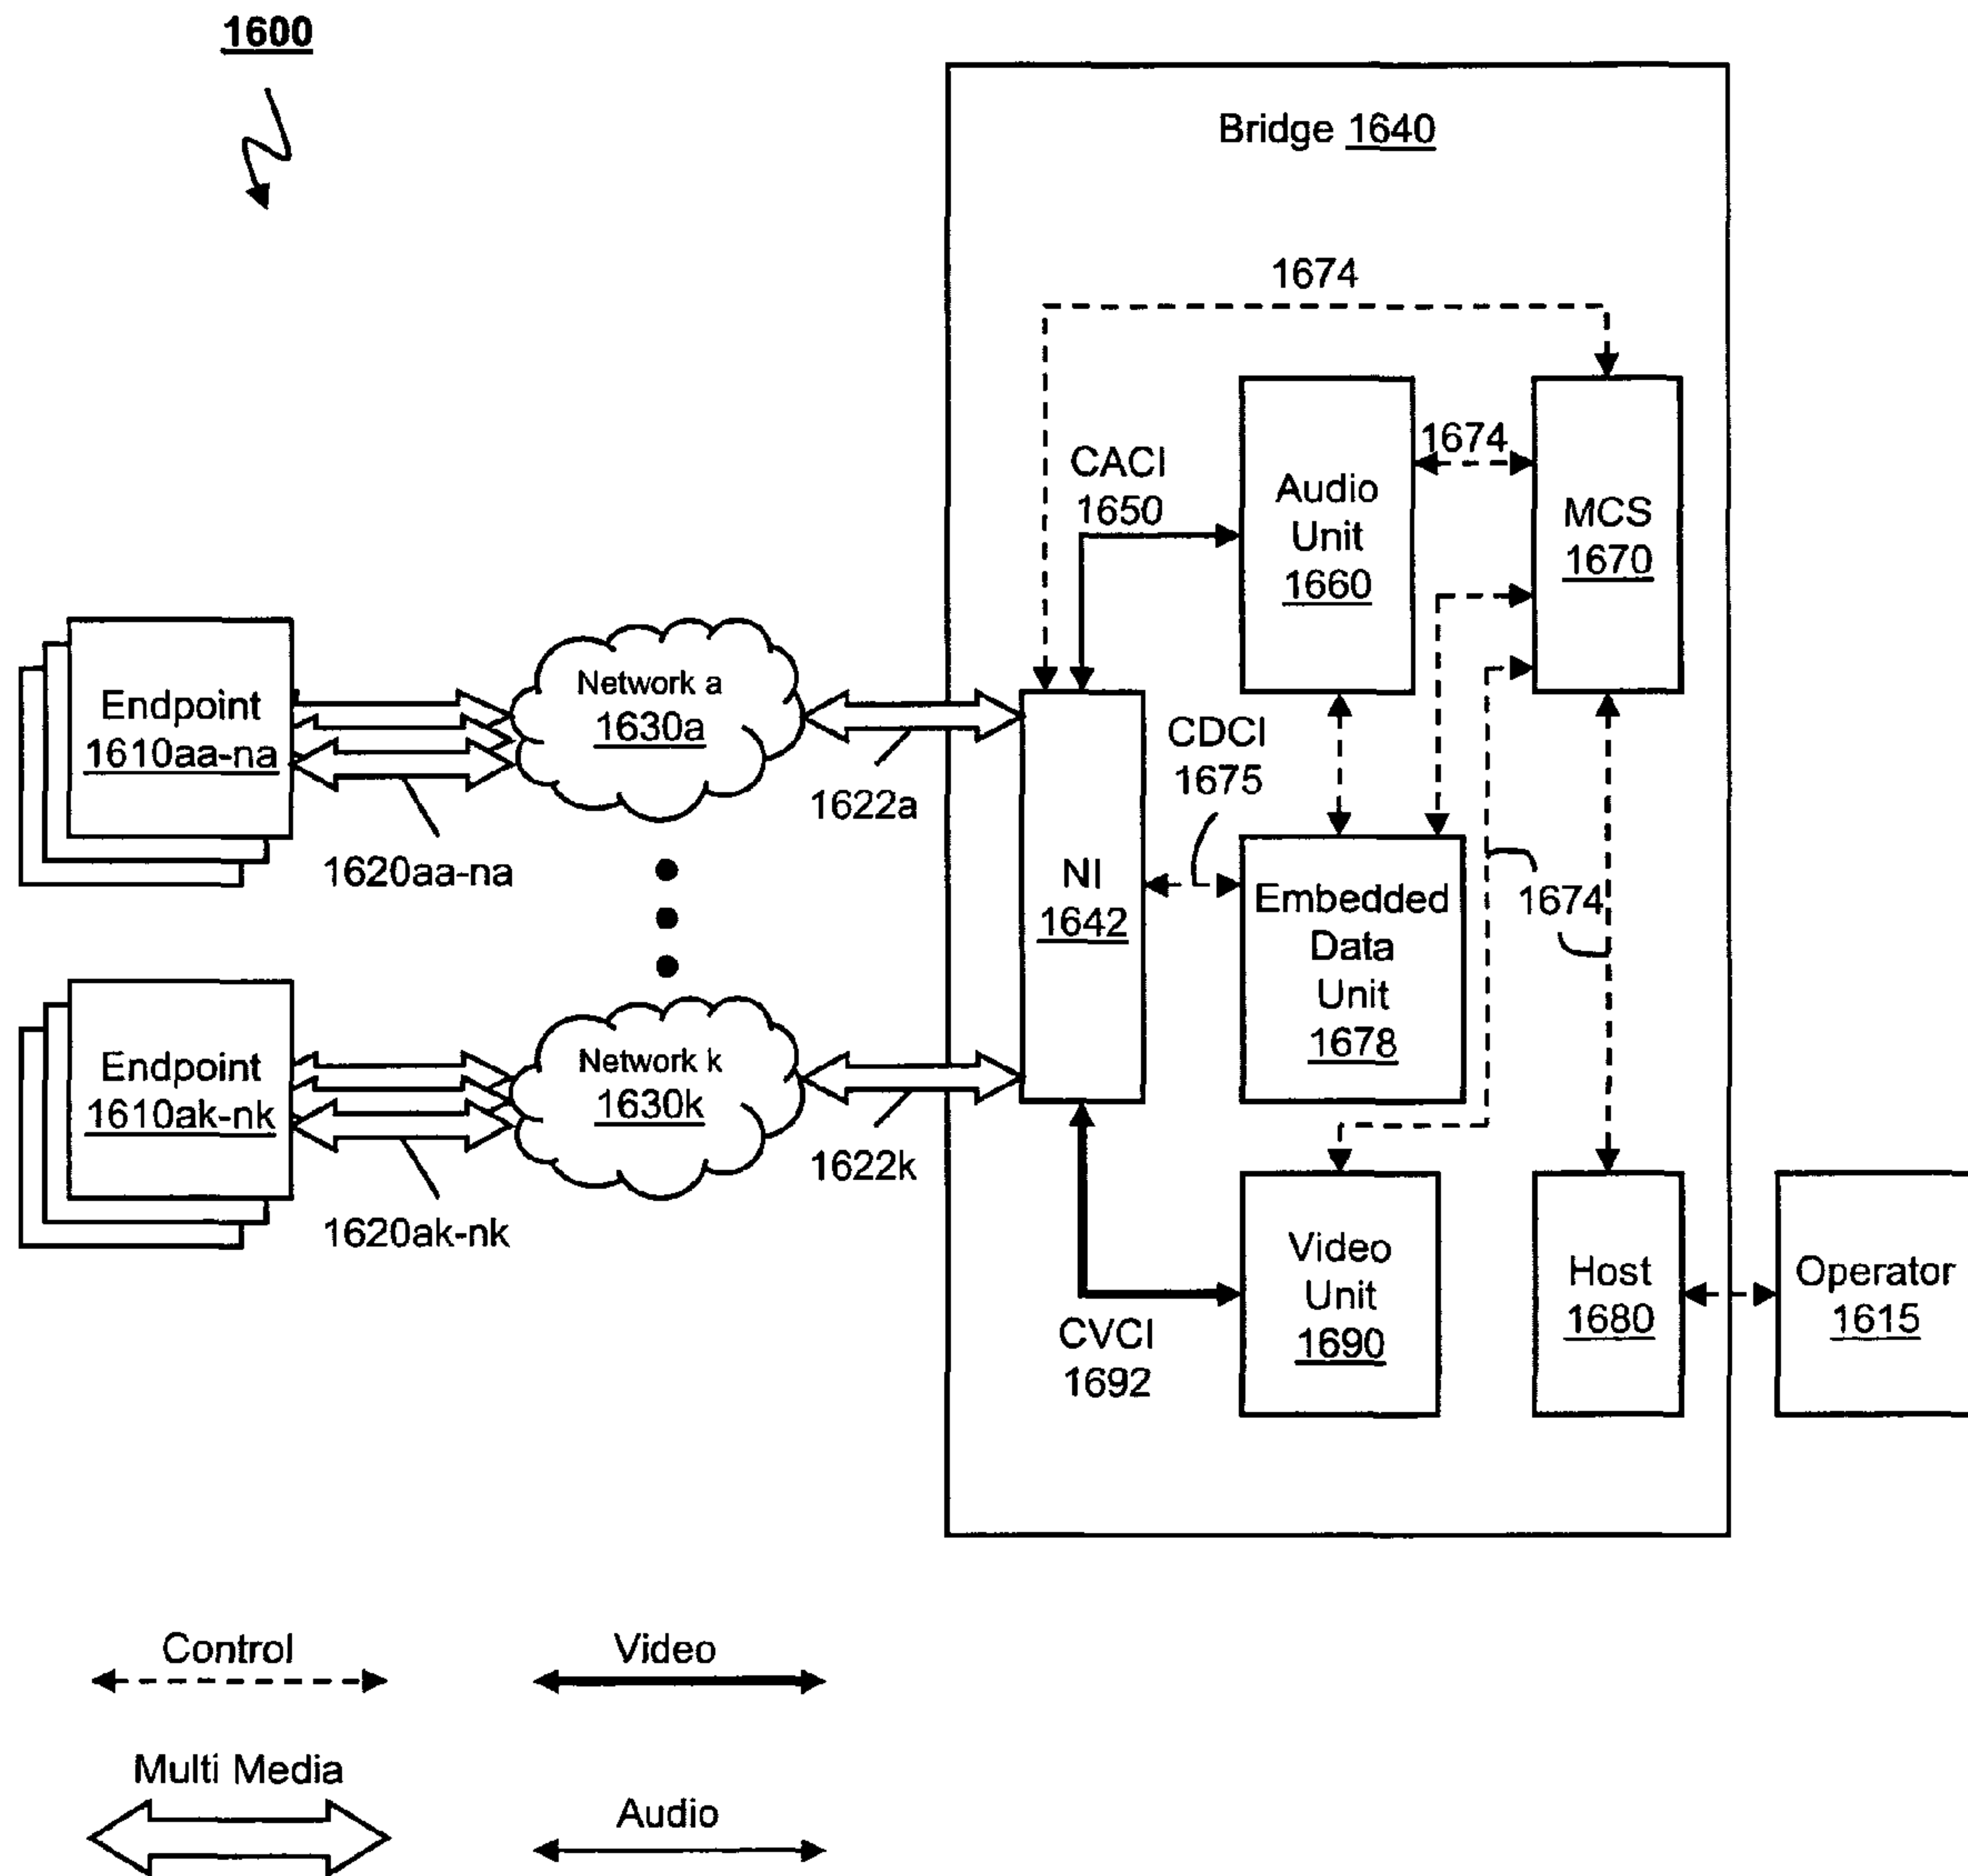 1600
Bridge 1640
1674
CACI
1650
Audio
Unit
1660
1674
MCS
1670
Endpoint
1610aa-na
1620aa-na
Network a
1630a
1622a
NI
1642
CDCI
1675
Embedded
Data
Unit
1678
1674
Endpoint
1610ak-nk
1620ak-nk
Network k
1630k
1622k
CVCI
1692
Video
Unit
1690
Host
1680
Operator
1615
Control
Video
Multi Media
Audio